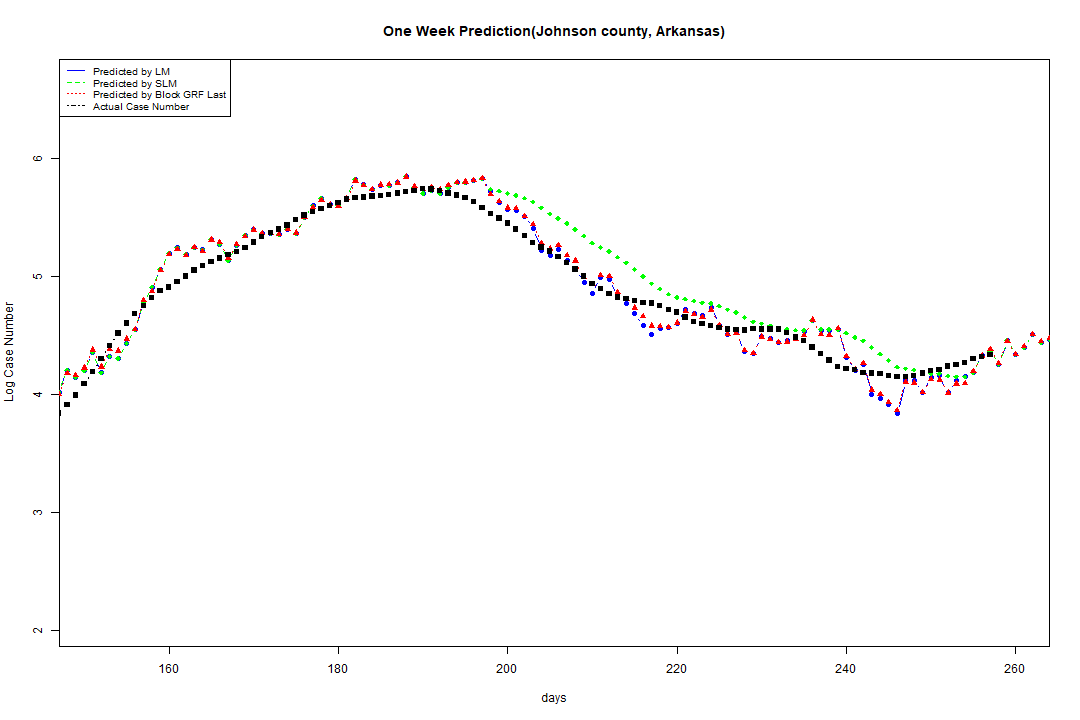 One Week Prediction(Johnson county, Arkansas)
Predicted by LM
Predicted by SLM
Predicted by Block GRF Last
Actual Case Number
6
5
4
3
2
Log Case Number
160 180 200 220 240 260
days